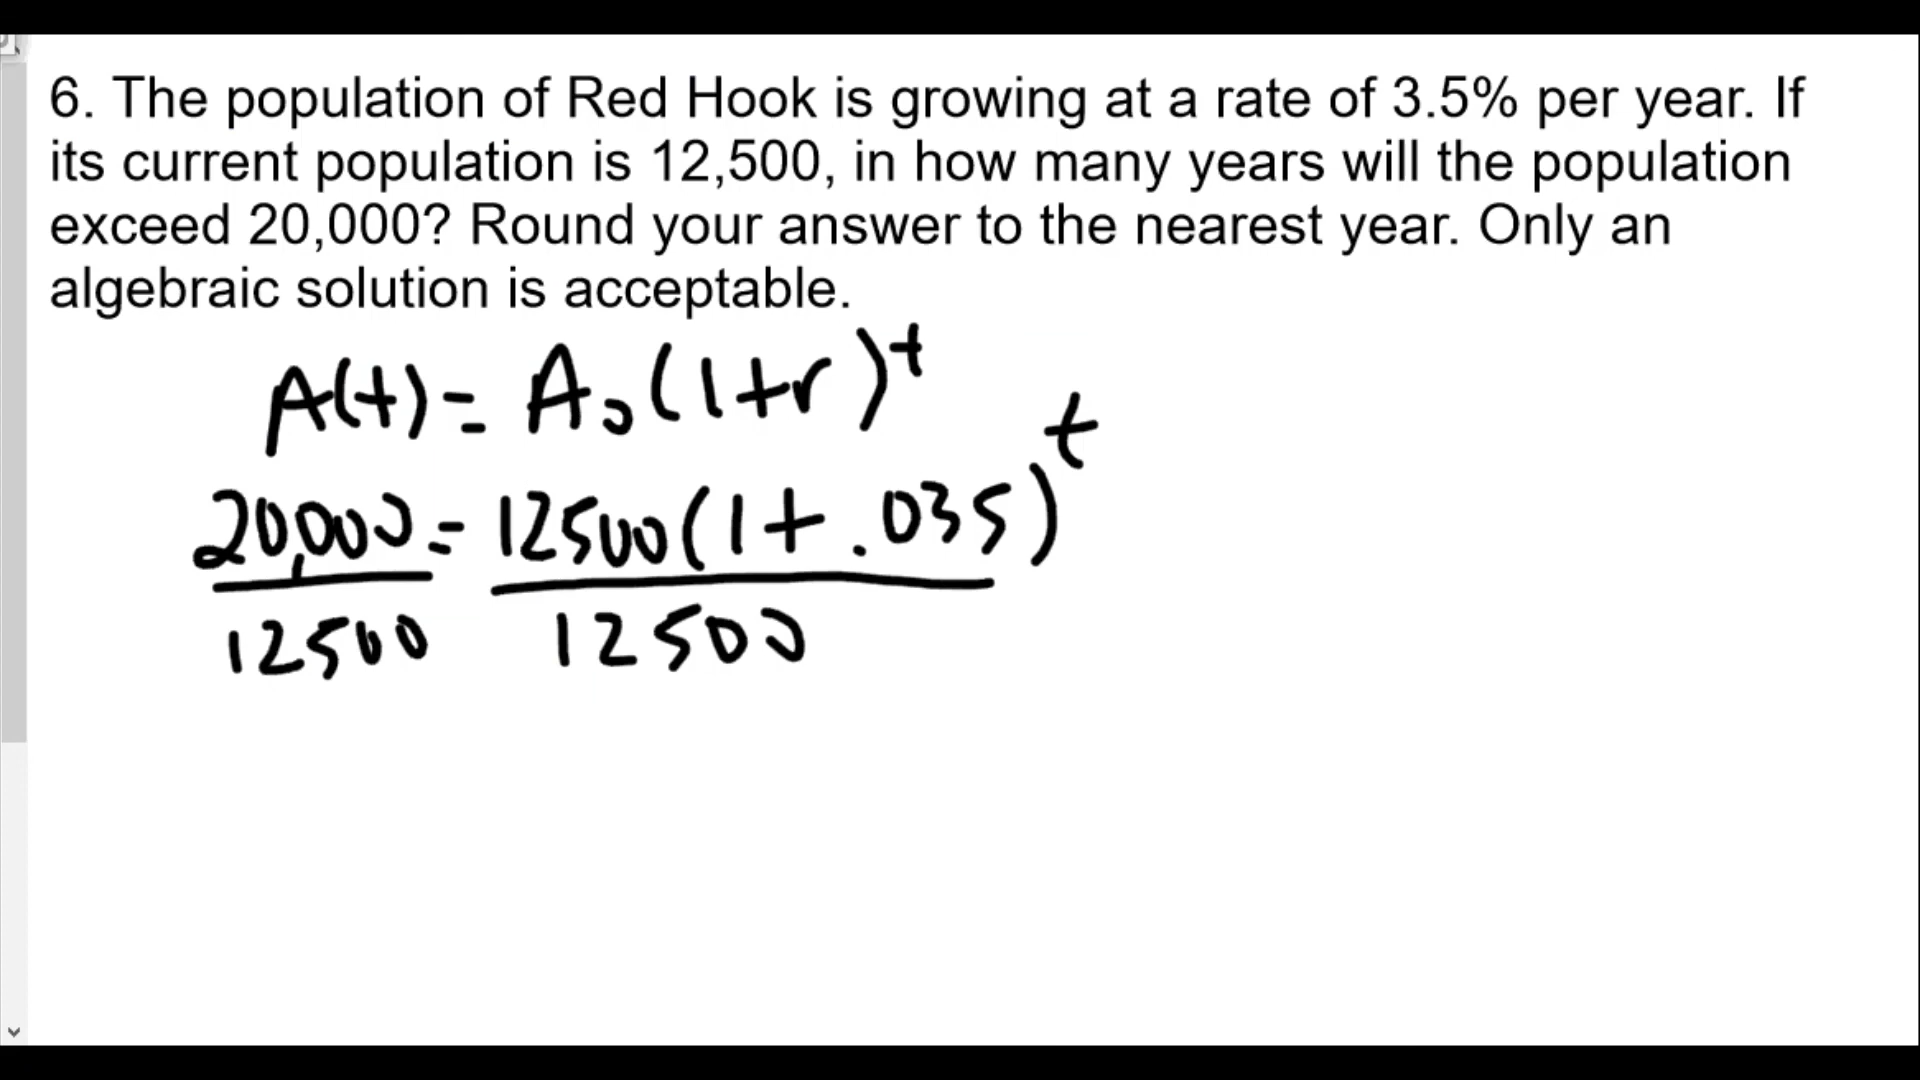 6. The population of Red Hook is growing at a rate of 3.5% per year. If
its current population is 12,500, in how many years will the population
exceed 20,000? Round your answer to the nearest year. Only an
algebraic solution is acceptable.
A(t) = A₀(1+r)^t
20,000 = 12500(1+.035)^t
12500 12500